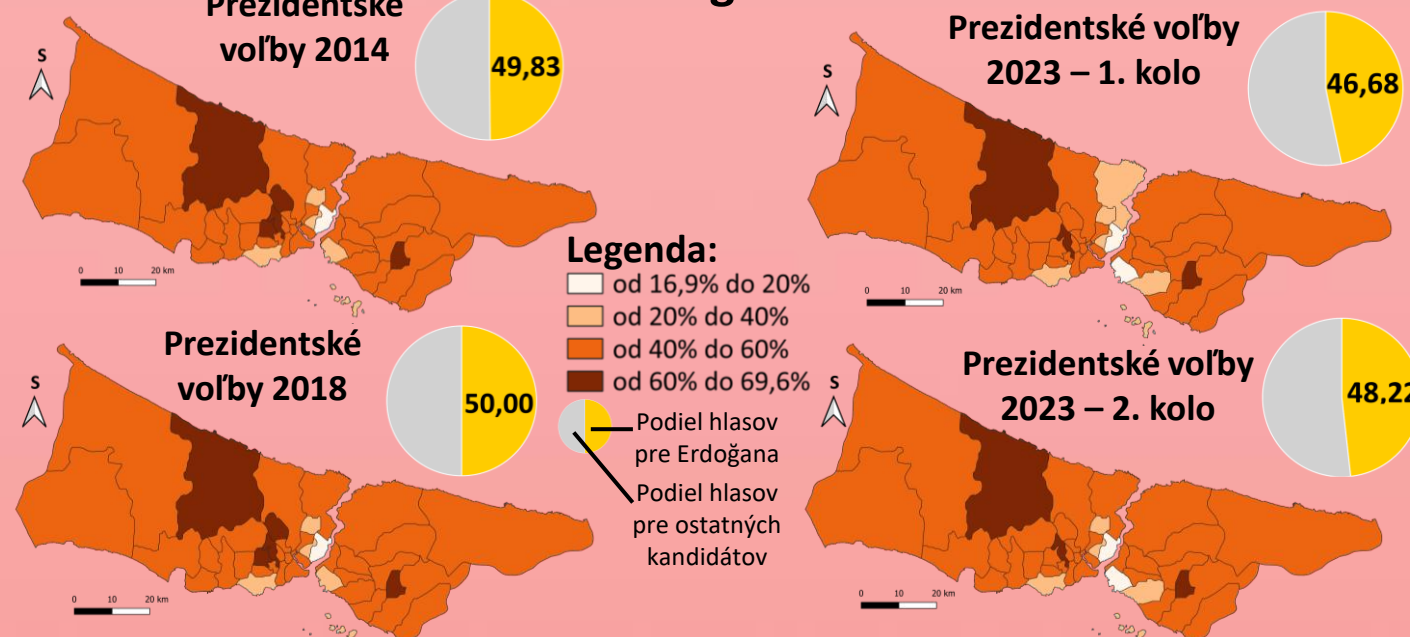 Prezidentské
voľby 2014
49,83
S
0 10 20 km
Prezidentské voľby
2023 – 1. kolo
46,68
S
0 10 20 km
Legenda:
od 16,9% do 20%
od 20% do 40%
od 40% do 60%
od 60% do 69,6%
Podiel hlasov
pre Erdoğana
Podiel hlasov
pre ostatných
kandidátov
Prezidentské
voľby 2018
50,00
S
0 10 20 km
Prezidentské voľby
2023 – 2. kolo
48,22
S
0 10 20 km